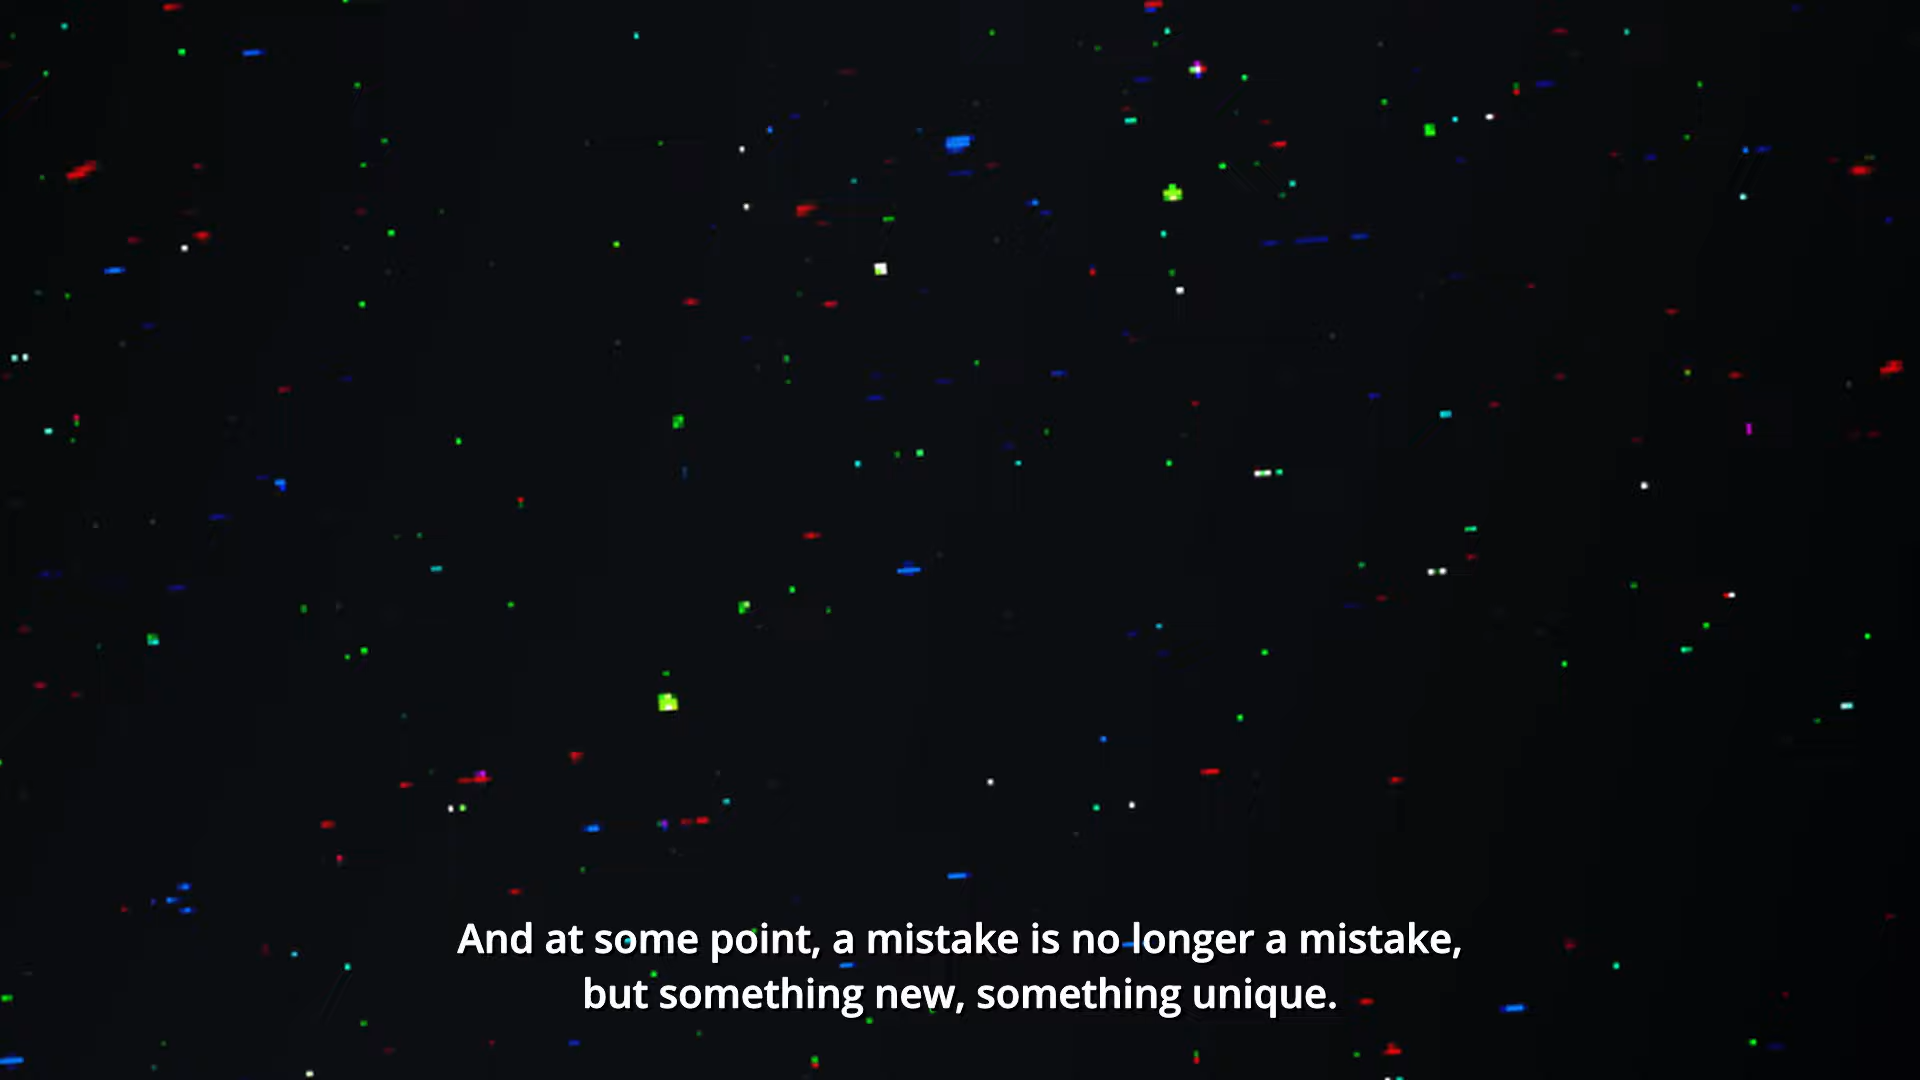 And at some point, a mistake is no longer a mistake,
but something new, something unique.